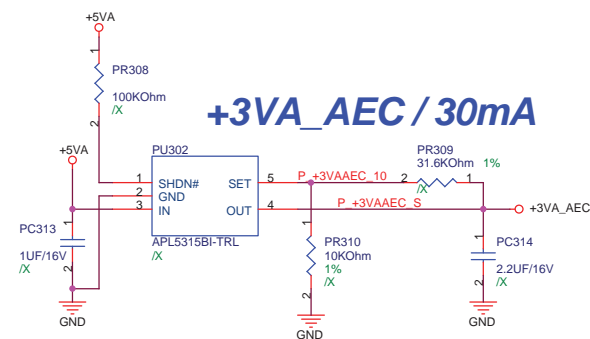 +5VA
1
PR308
100KOhm
/X
2
+3VA_AEC / 30mA
+5VA
PU302
1 SHDN# SET 5
2 GND
3 IN OUT 4
APL5315BI-TRL
/X
P_+3VAAEC_10
P_+3VAAEC_S
PR309
31.6KOhm 1%
2 1
/X
+3VA_AEC
1
PC313
1UF/16V
2
/X
GND
1
PR310
10KOhm
1%
/X
2
GND
1
PC314
2.2UF/16V
/X
2
GND